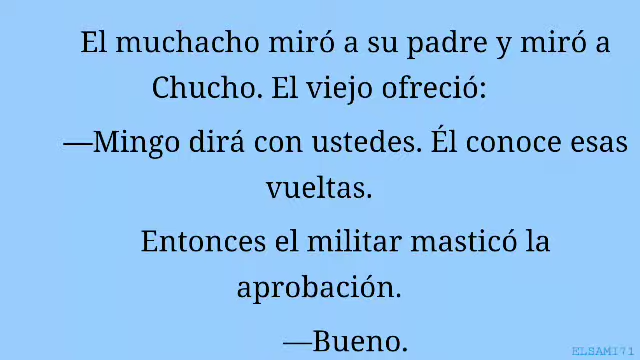 El muchacho miró a su padre y miró a
Chucho. El viejo ofreció:
—Mingo dirá con ustedes. Él conoce esas
vueltas.
Entonces el militar masticó la
aprobación.
—Bueno.
ELSAMI71